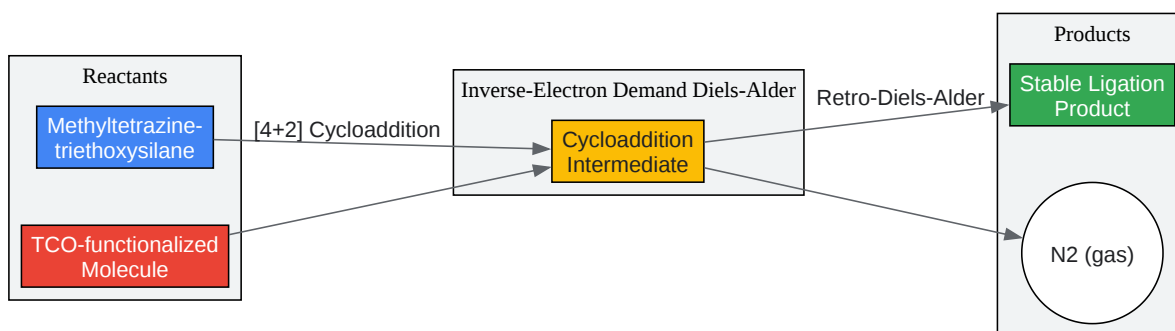 Reactants
Methyltetrazine-
triethoxysilane
TCO-functionalized
Molecule
[4+2] Cycloaddition
Inverse-Electron Demand Diels-Alder
Cycloaddition
Intermediate
Retro-Diels-Alder
Products
Stable Ligation
Product
N2 (gas)